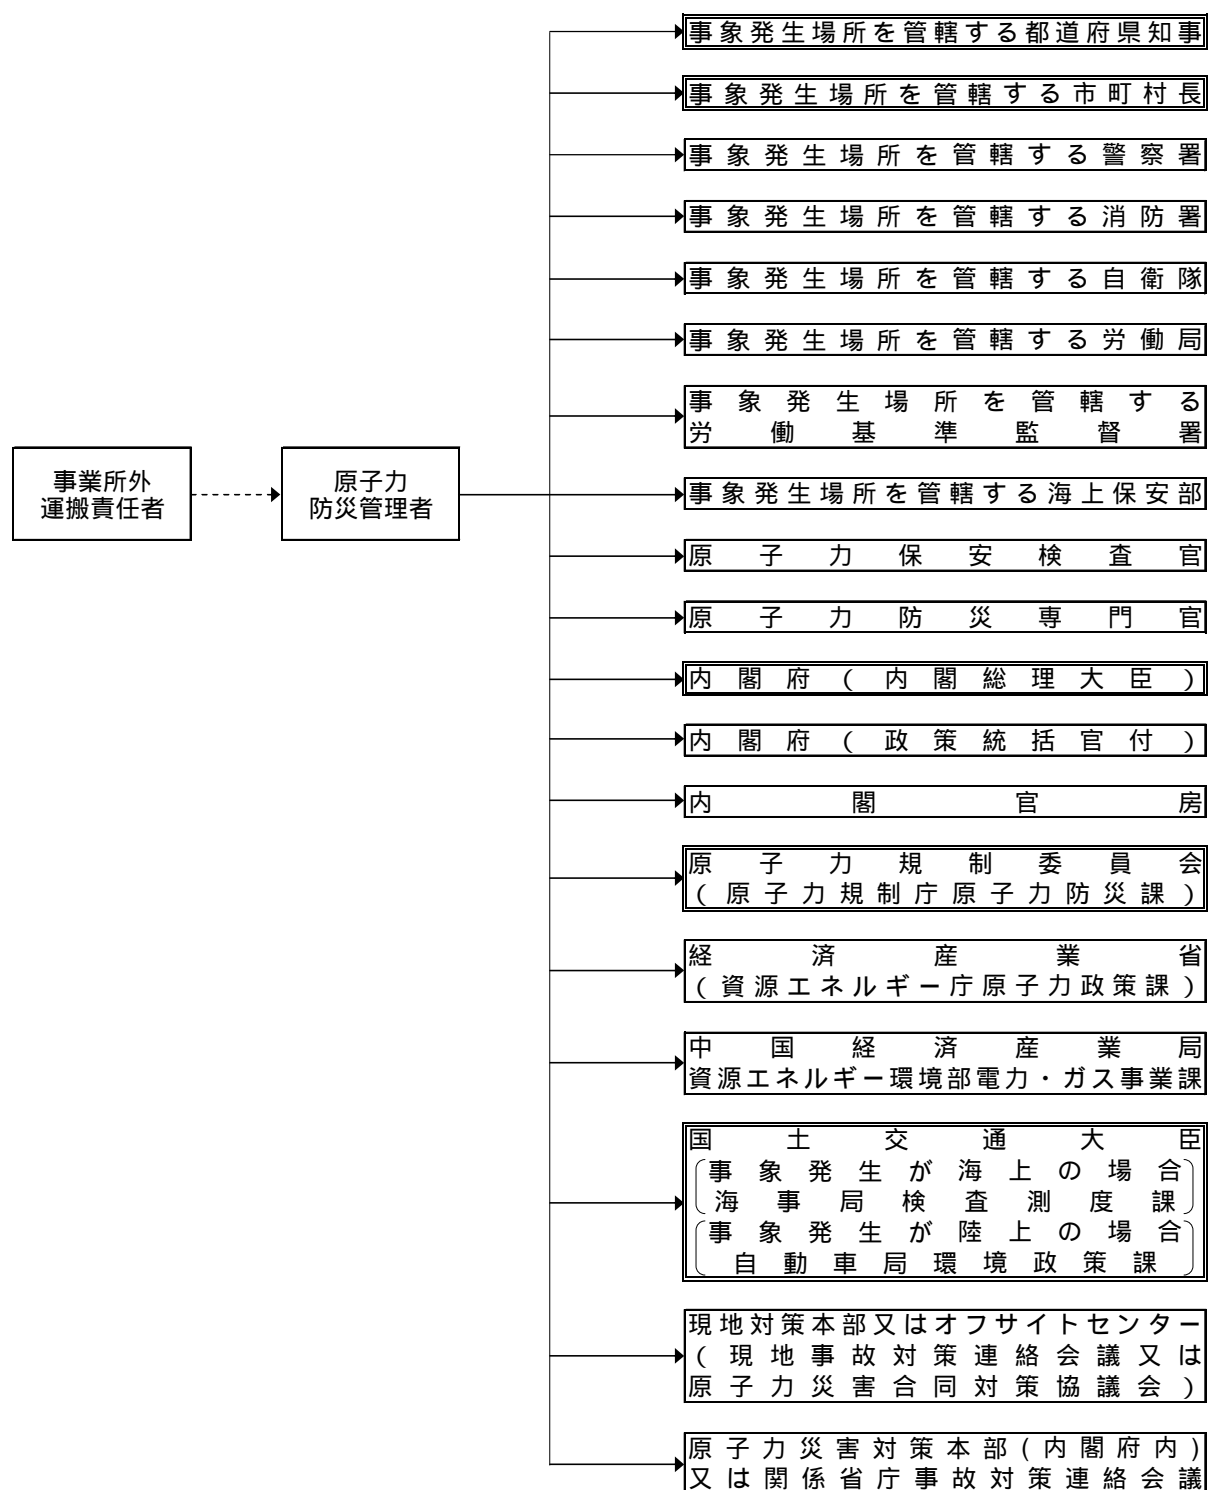 事象発生場所を管轄する都道府県知事
事象発生場所を管轄する市町村長
事象発生場所を管轄する警察署
事象発生場所を管轄する消防署
事象発生場所を管轄する自衛隊
事象発生場所を管轄する労働局
事象発生場所を管轄する
労働基準監督署
事業所外
運搬責任者
原子力
防災管理者
事象発生場所を管轄する海上保安部
原子力保安検査官
原子力防災専門官
内閣府(内閣総理大臣)
内閣府(政策統括官付)
内閣官房
原子力規制委員会
(原子力規制庁原子力防災課)
経済産業省
(資源エネルギー庁原子力政策課)
中国経済産業局
資源エネルギー環境部電力・ガス事業課
国土交通大臣
事象発生が海上の場合
海事局検査測度課
事象発生が陸上の場合
自動車局環境政策課
現地対策本部又はオフサイトセンター
(現地事故対策連絡会議又は
原子力災害合同対策協議会)
原子力災害対策本部(内閣府内)
又は関係省庁事故対策連絡会議